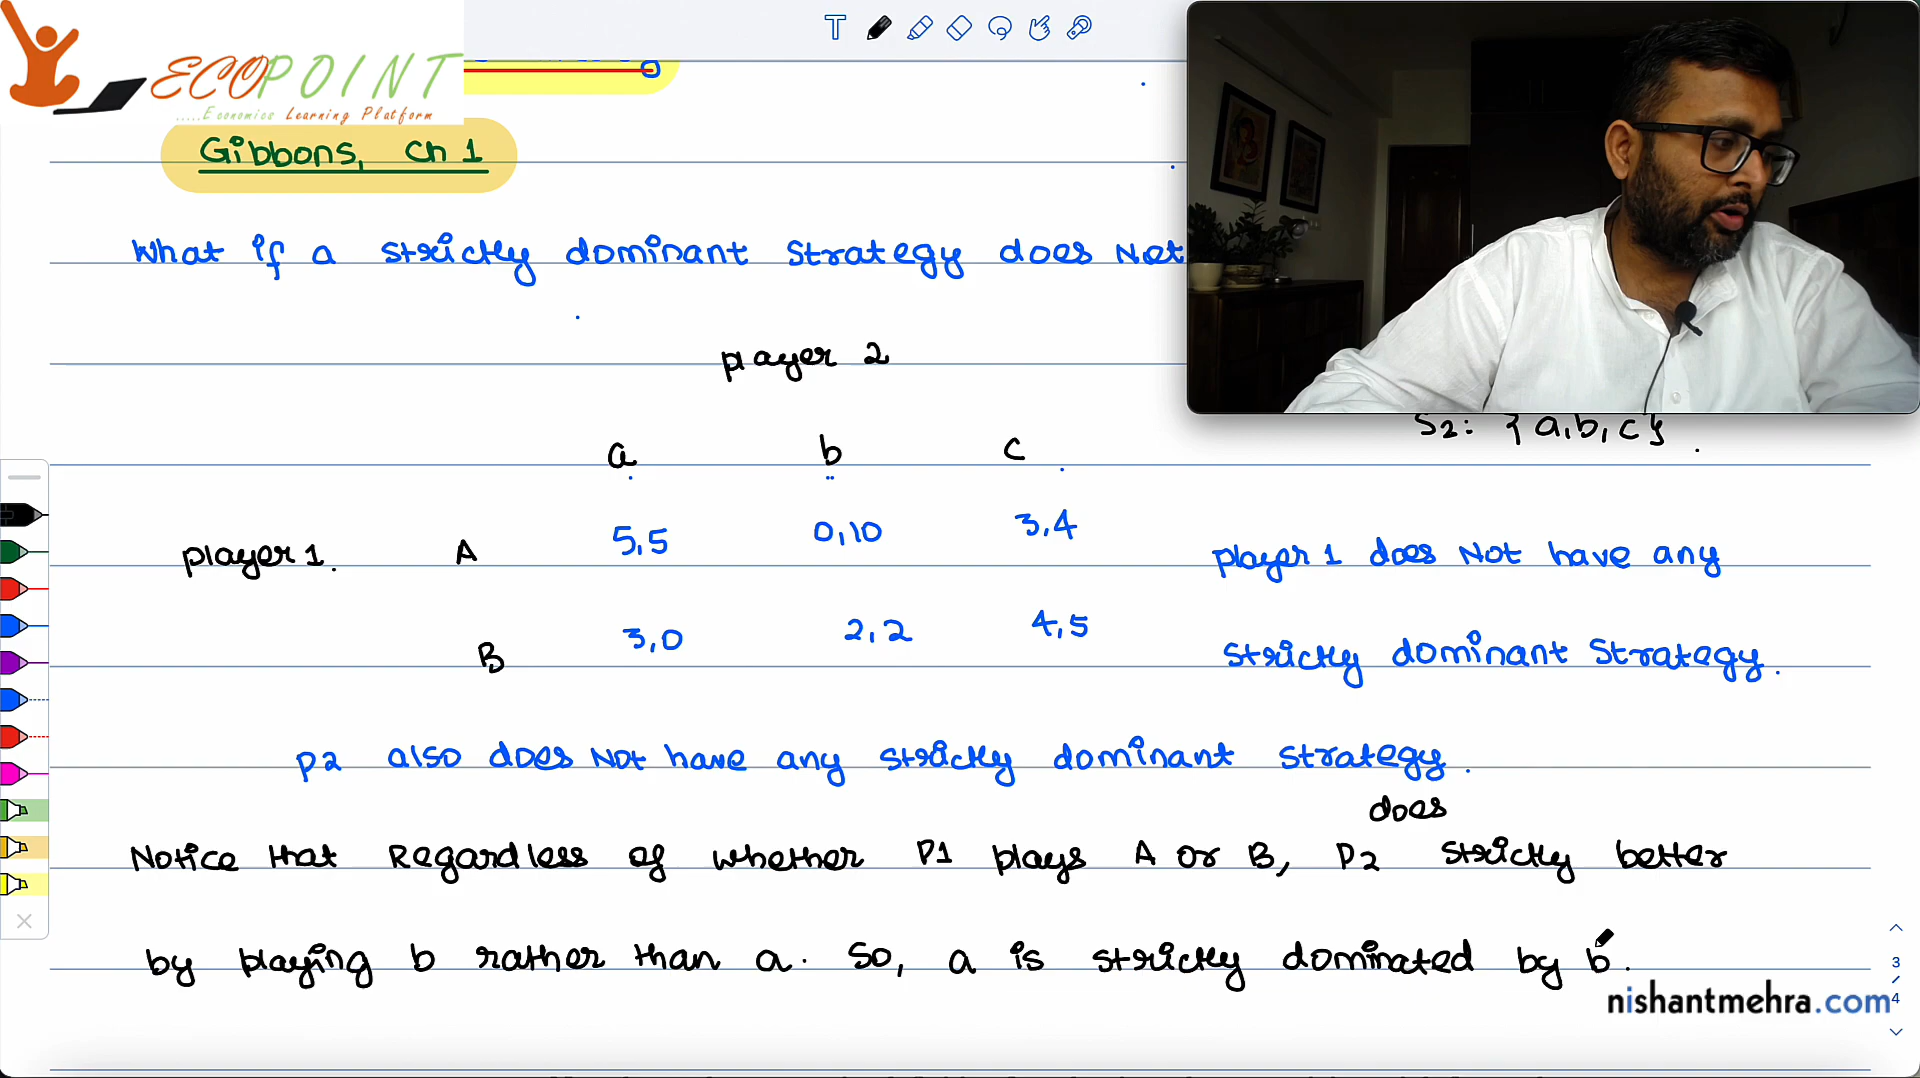 ECOPOINT
.....Economics Learning Platform
Gibbons, Ch 1
What if a strictly dominant strategy does Not
player 2
S2: {a,b,c}
a b c
player 1. A 5,5 0,10 3,4
player 1 does Not have any
B 3,0 2,2 4,5
strictly dominant strategy.
P2 also does Not have any strictly dominant strategy.
does
Notice that Regardless of whether P1 plays A or B, P2 strictly better
by playing b rather than a. So, a is strictly dominated by b.
nishantmehra.com
3
/
4